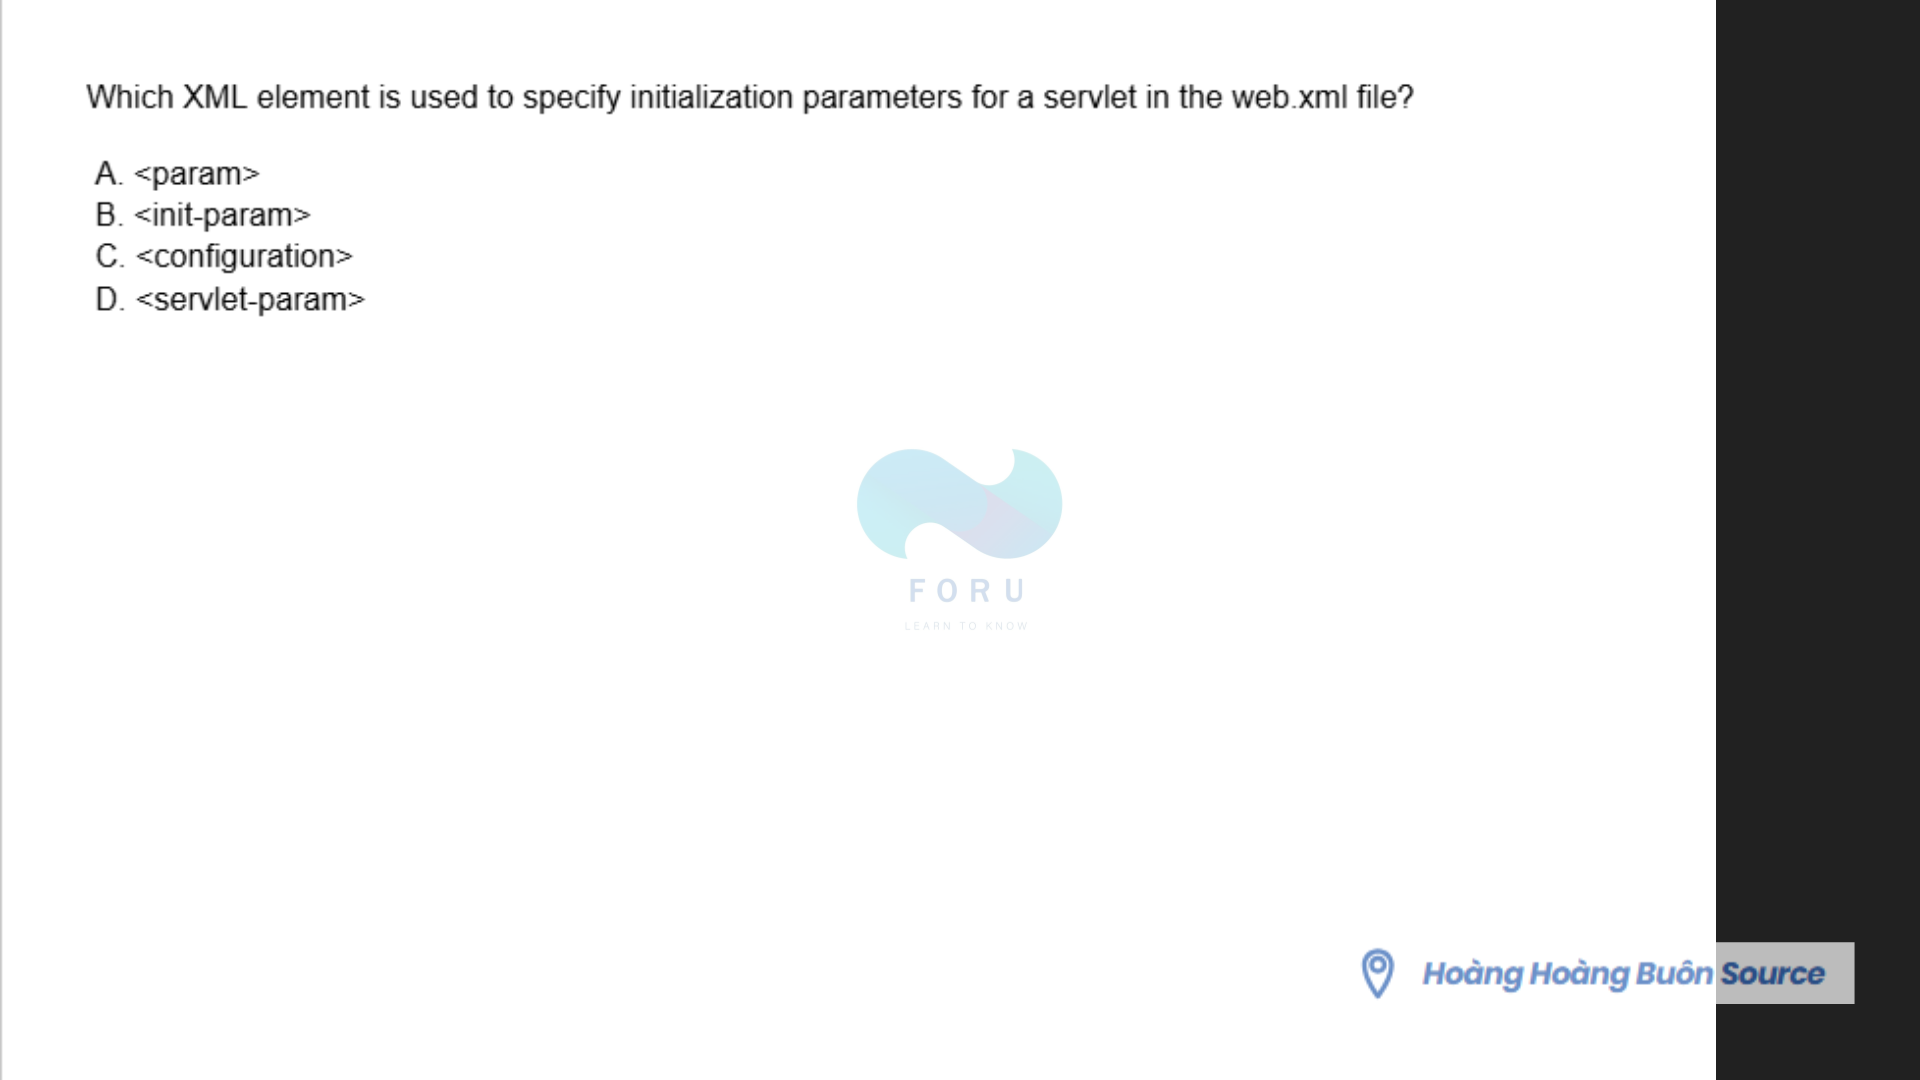 Which XML element is used to specify initialization parameters for a servlet in the web.xml file?
A. <param>
B. <init-param>
C. <configuration>
D. <servlet-param>
FORU
LEARN TO KNOW
Hoàng Hoàng Buôn Source